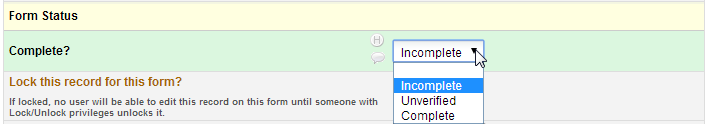 Form Status
Complete?
H
Incomplete
Incomplete
Unverified
Complete
Lock this record for this form?
If locked, no user will be able to edit this record on this form until someone with
Lock/Unlock privileges unlocks it.